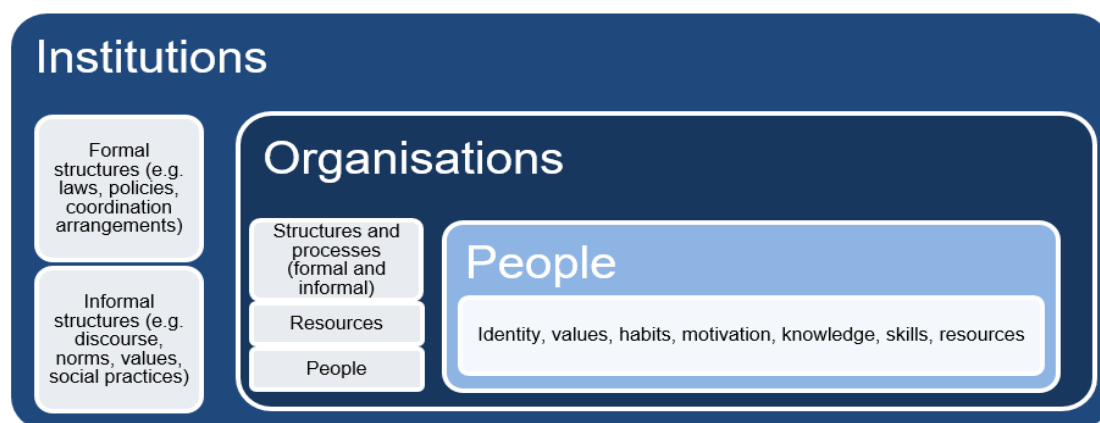 Institutions
Formal
structures (e.g.
laws, policies,
coordination
arrangements)
Informal
structures (e.g.
discourse,
norms, values,
social practices)
Organisations
Structures and
processes
(formal and
informal)
Resources
People
People
Identity, values, habits, motivation, knowledge, skills, resources